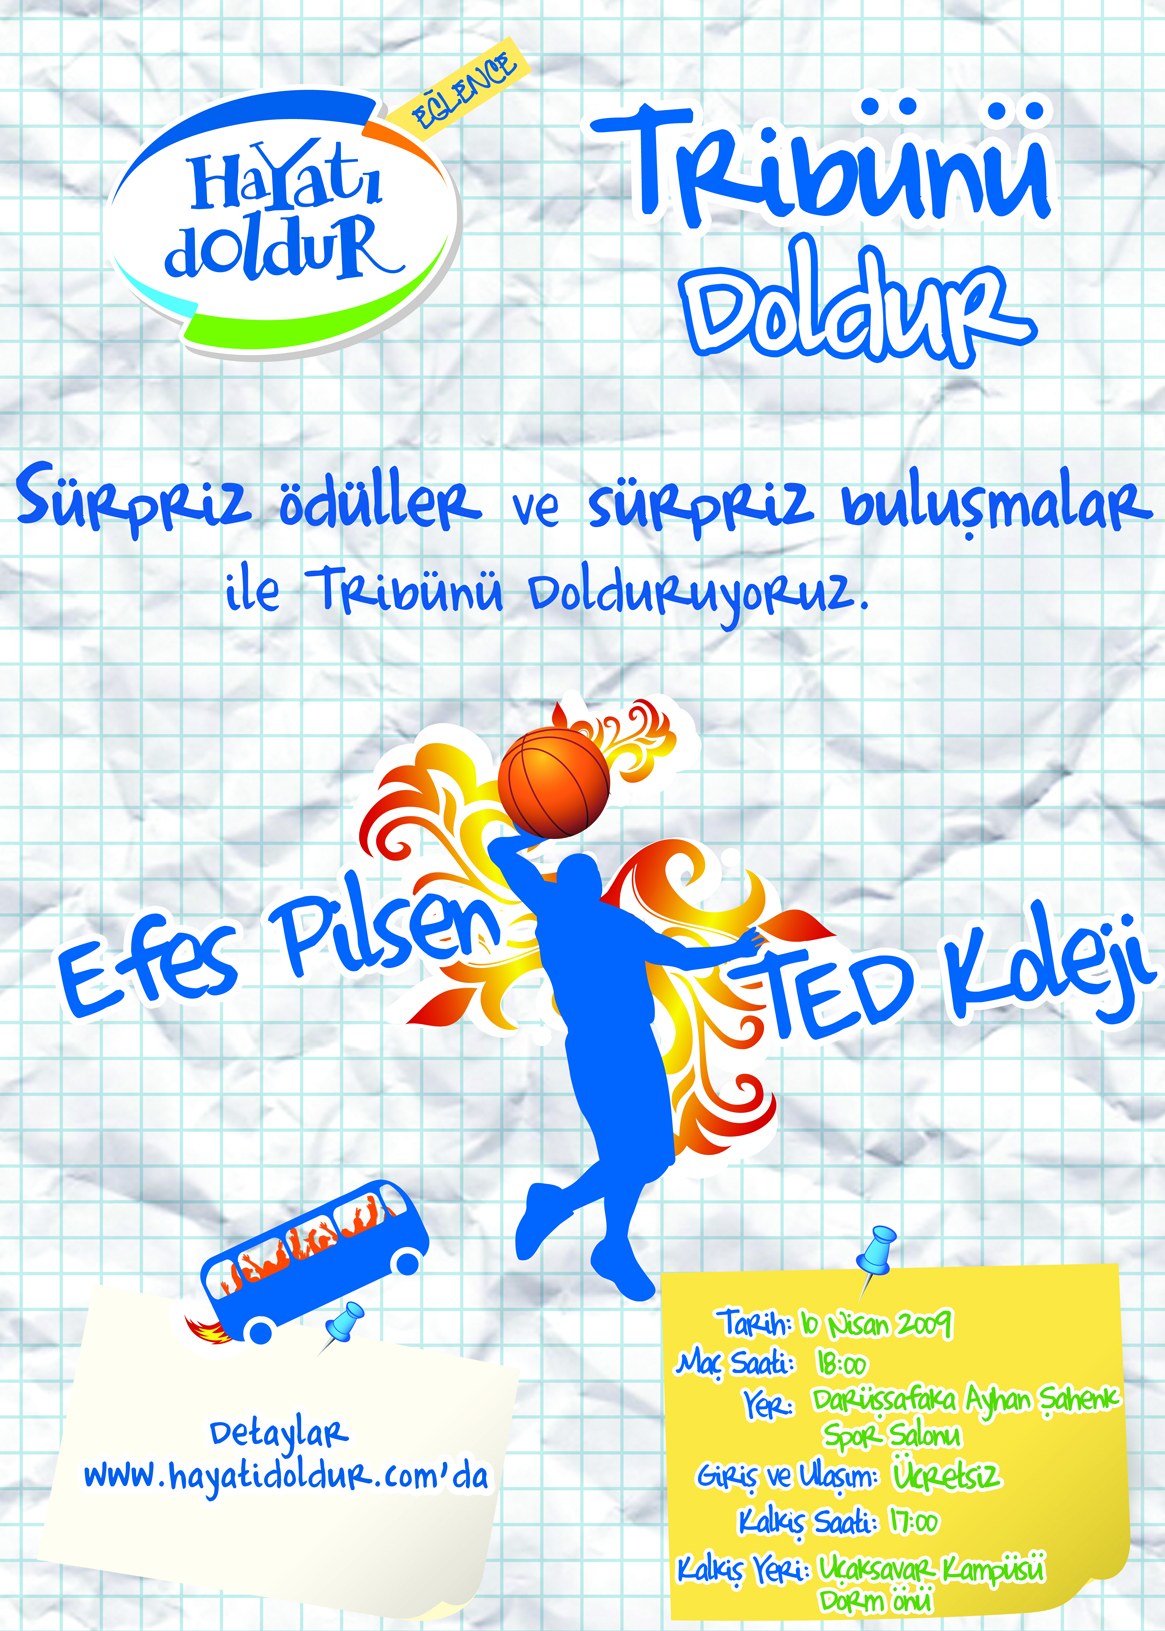 EĞLENCE
Hayatı
doldur
Tribünü
Doldur
Sürpriz ödüller ve sürpriz buluşmalar
ile Tribünü Dolduruyoruz.
Efes Pilsen
TED Koleji
Detaylar
www.hayatidoldur.com'da
Tarih: 10 Nisan 2009
Maç Saati: 18:00
Yer: Darüşşafaka Ayhan Şahenk
Spor Salonu
Giriş ve Ulaşım: Ücretsiz
Kalkış Saati: 17:00
Kalkış Yeri: Uçaksavar Kampüsü
Dorm önü